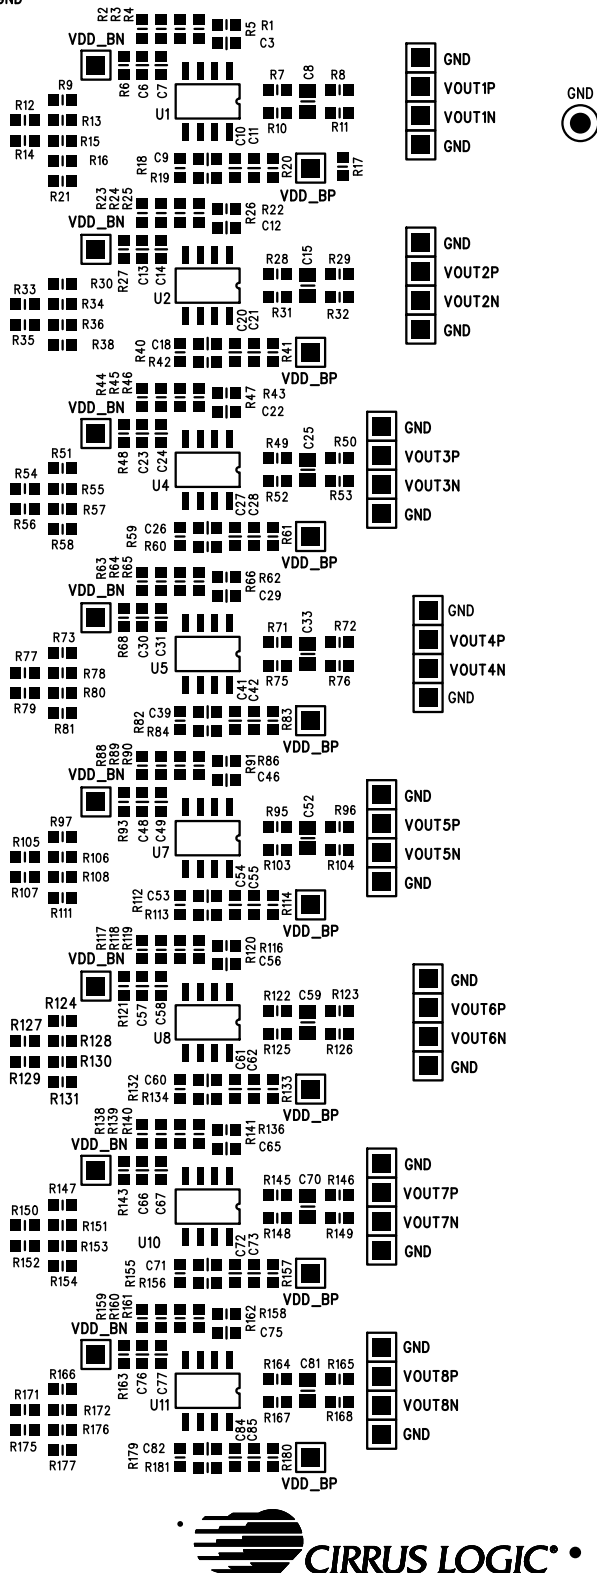 GND
R2
R3
R4
R5
R1
C3
VDD_BN
R6
C6
C7
U1
C10
C11
R7
C8
R8
R10
R11
GND
VOUT1P
VOUT1N
GND
GND
R9
R12
R13
R14
R15
R16
R21
R18
C9
R19
R20
VDD_BP
R17
R23
R24
R25
R26
R22
C12
VDD_BN
R27
C13
C14
U2
C20
C21
R28
C15
R29
R31
R32
GND
VOUT2P
VOUT2N
GND
R30
R33
R34
R35
R36
R38
R40
C18
R42
R41
VDD_BP
R44
R45
R46
R47
R43
C22
VDD_BN
R48
C23
C24
U4
C27
C28
R49
C25
R50
R52
R53
GND
VOUT3P
VOUT3N
GND
R51
R54
R55
R56
R57
R58
R59
C26
R60
R61
VDD_BP
R63
R64
R65
R66
R62
C29
VDD_BN
R68
C30
C31
U5
C41
C42
R71
C33
R72
R75
R76
GND
VOUT4P
VOUT4N
GND
R73
R77
R78
R79
R80
R81
R82
C39
R84
R83
VDD_BP
R88
R89
R90
R91
R86
C46
VDD_BN
R93
C48
C49
U7
C54
C55
R95
C52
R96
R103
R104
GND
VOUT5P
VOUT5N
GND
R97
R105
R106
R107
R108
R111
R112
C53
R113
R114
VDD_BP
R117
R118
R119
R120
R116
C56
VDD_BN
R121
C57
C58
U8
C61
C62
R122
C59
R123
R125
R126
GND
VOUT6P
VOUT6N
GND
R124
R127
R128
R129
R130
R131
R132
C60
R134
R133
VDD_BP
R138
R139
R140
R141
R136
C65
VDD_BN
R143
C66
C67
U10
C72
C73
R145
C70
R146
R148
R149
GND
VOUT7P
VOUT7N
GND
R147
R150
R151
R152
R153
R154
R155
C71
R156
R157
VDD_BP
R159
R160
R161
R162
R158
C75
VDD_BN
R163
C76
C77
U11
C84
C85
R164
C81
R165
R167
R168
GND
VOUT8P
VOUT8N
GND
R166
R171
R172
R175
R176
R177
R179
C82
R181
R180
VDD_BP
CIRRUS LOGIC